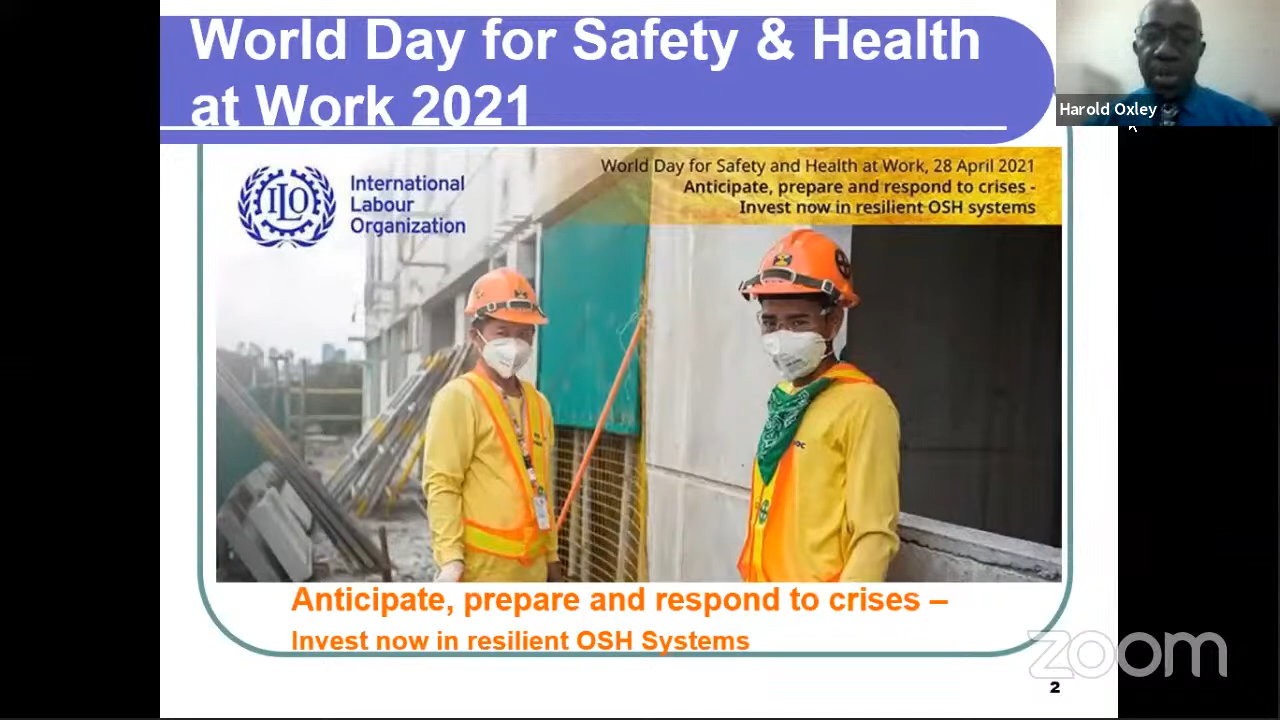 World Day for Safety & Health
at Work 2021
Harold Oxley
World Day for Safety and Health at Work, 28 April 2021
Anticipate, prepare and respond to crises -
Invest now in resilient OSH systems
ILO
International
Labour
Organization
Anticipate, prepare and respond to crises –
Invest now in resilient OSH Systems
zoom
2